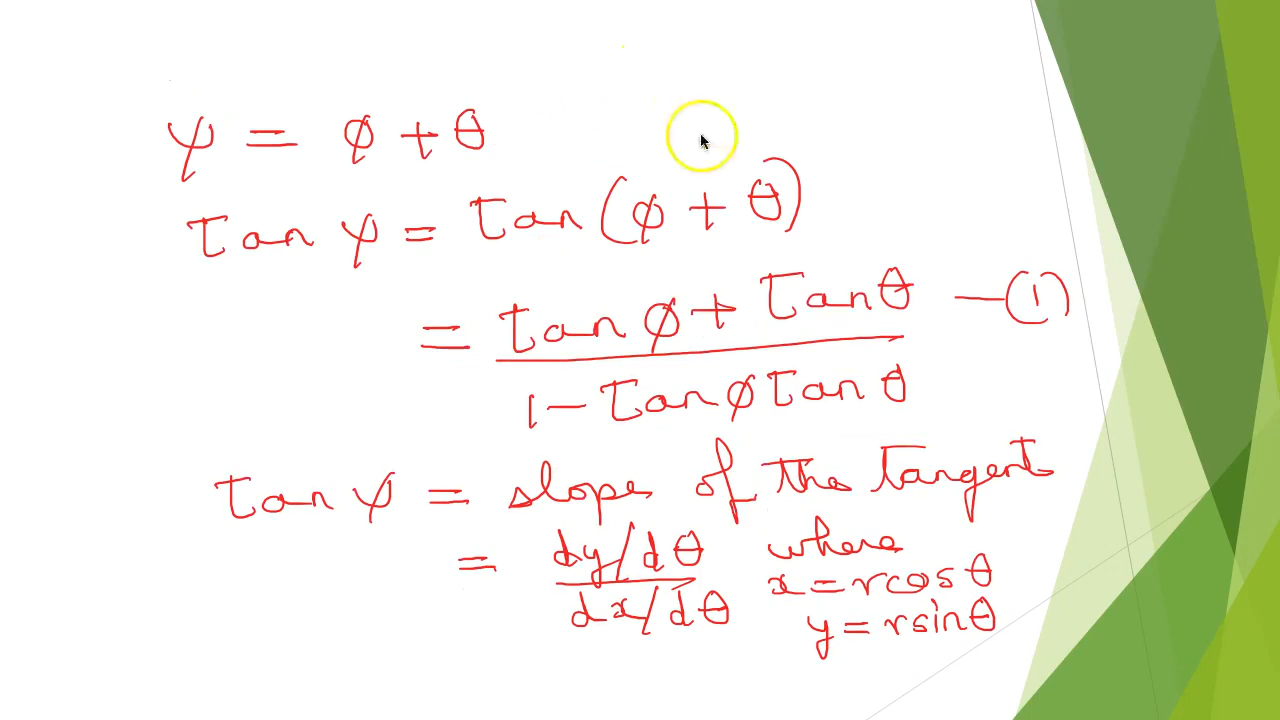 ψ = φ + θ
tan ψ = tan (φ + θ)
= tan φ + tan θ —(1)
1 - tan φ tan θ
tan ψ = slope of the tangent
= dy/dθ where
dx/dθ x = r cos θ
y = r sin θ